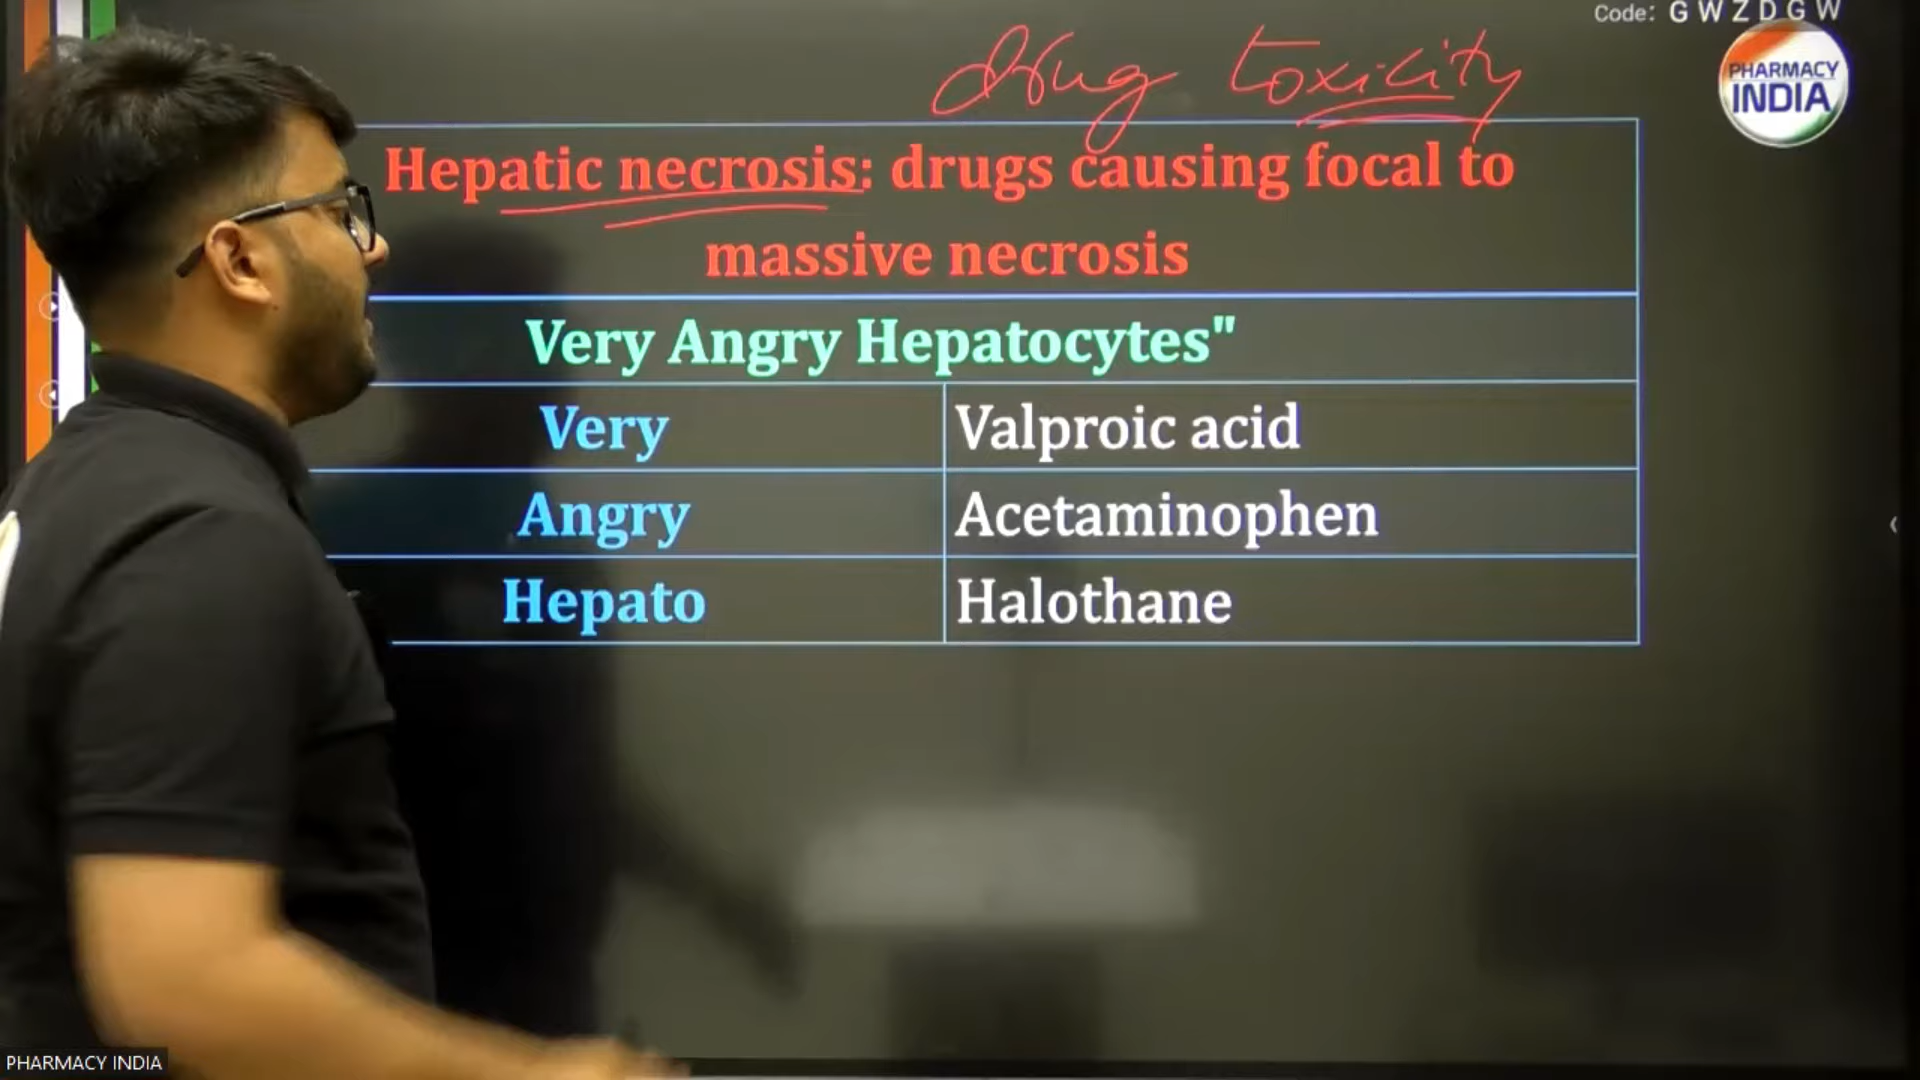 Code: GWZDGW
drug toxicity
PHARMACY
INDIA
Hepatic necrosis: drugs causing focal to
massive necrosis
Very Angry Hepatocytes"
Very Valproic acid
Angry Acetaminophen
Hepato Halothane
PHARMACY INDIA